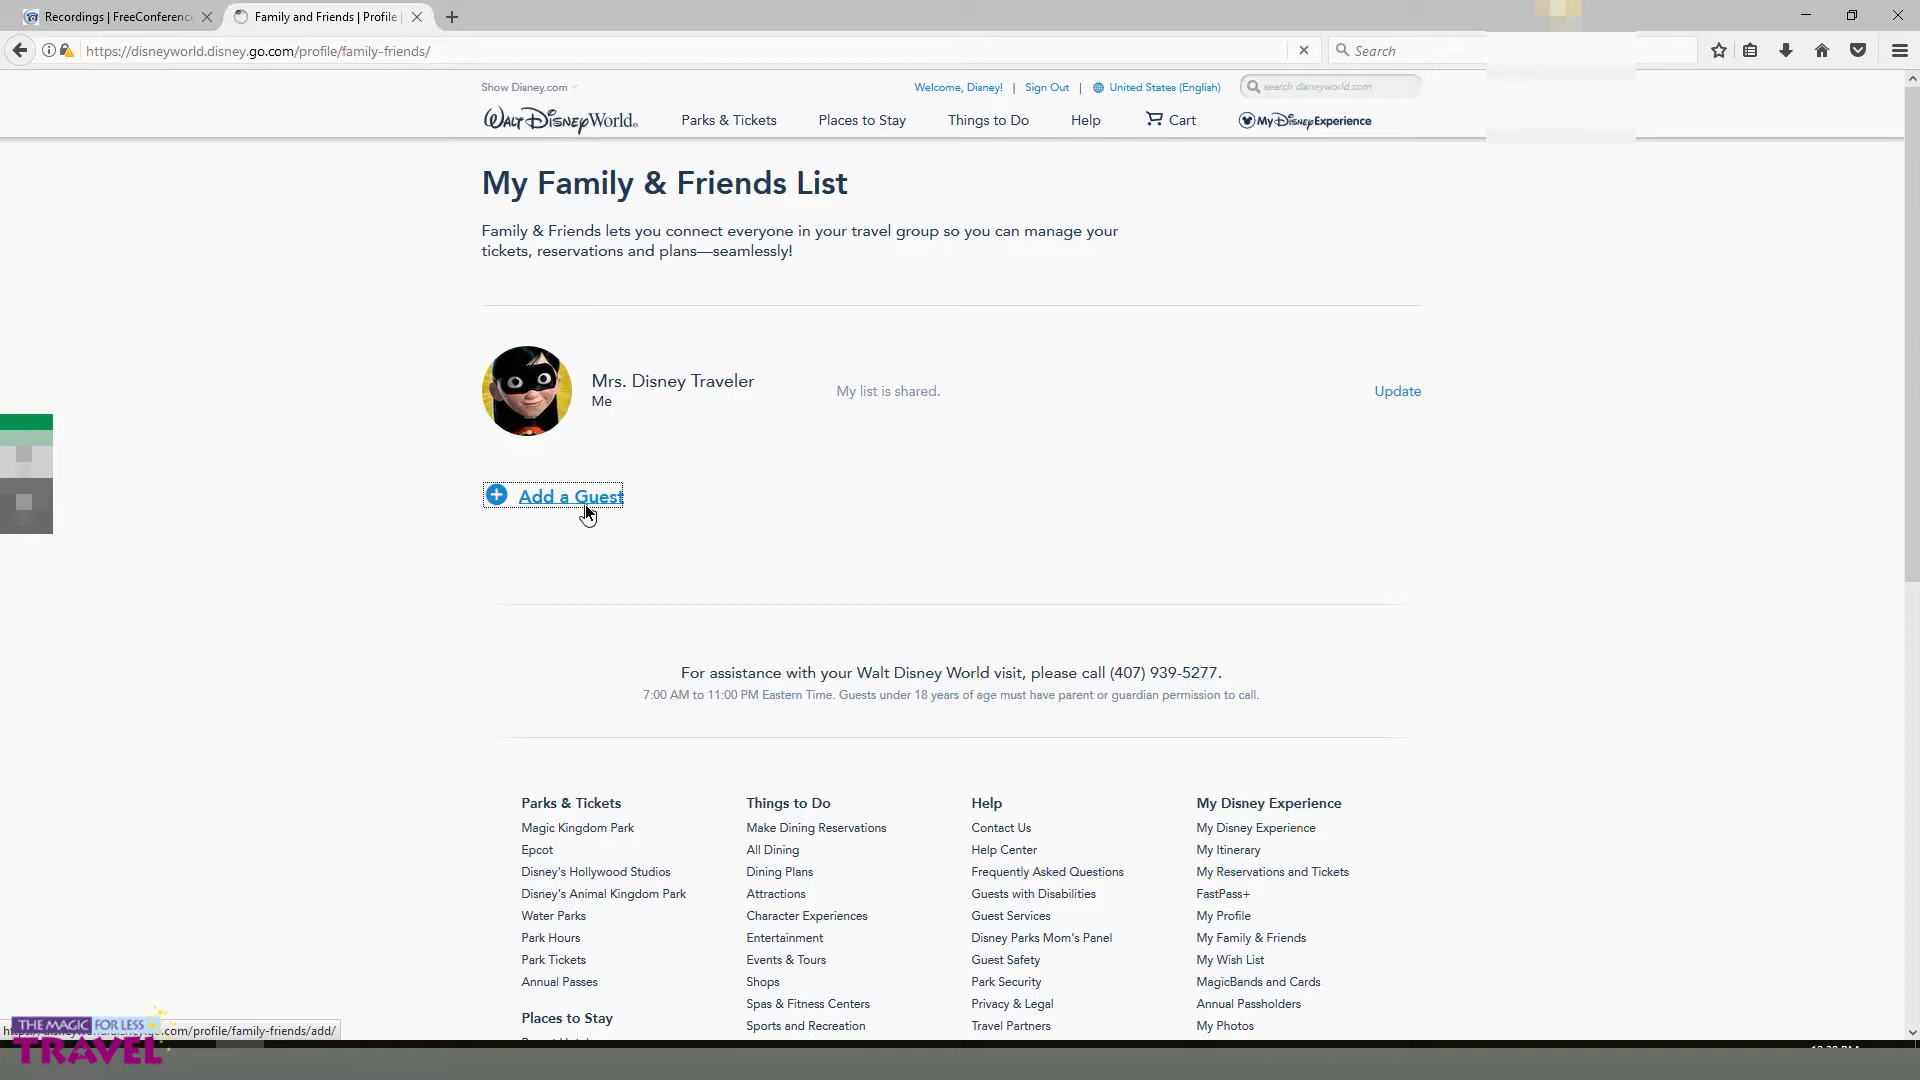 Recordings | FreeConference
Family and Friends | Profile |
https://disneyworld.disney.go.com/profile/family-friends/
Search
Show Disney.com
Welcome, Disney! | Sign Out | United States (English)
search disneyworld.com
Walt Disney World.
Parks & Tickets
Places to Stay
Things to Do
Help
Cart
My Disney Experience
My Family & Friends List
Family & Friends lets you connect everyone in your travel group so you can manage your
tickets, reservations and plans—seamlessly!
Mrs. Disney Traveler
Me
My list is shared.
Update
Add a Guest
For assistance with your Walt Disney World visit, please call (407) 939-5277.
7:00 AM to 11:00 PM Eastern Time. Guests under 18 years of age must have parent or guardian permission to call.
Parks & Tickets
Magic Kingdom Park
Epcot
Disney's Hollywood Studios
Disney's Animal Kingdom Park
Water Parks
Park Hours
Park Tickets
Annual Passes
Places to Stay
Things to Do
Make Dining Reservations
All Dining
Dining Plans
Attractions
Character Experiences
Entertainment
Events & Tours
Shops
Spas & Fitness Centers
Sports and Recreation
Help
Contact Us
Help Center
Frequently Asked Questions
Guests with Disabilities
Guest Services
Disney Parks Mom's Panel
Guest Safety
Park Security
Privacy & Legal
Travel Partners
My Disney Experience
My Disney Experience
My Itinerary
My Reservations and Tickets
FastPass+
My Profile
My Family & Friends
My Wish List
MagicBands and Cards
Annual Passholders
My Photos
.com/profile/family-friends/add/
THE MAGIC FOR LESS
TRAVEL